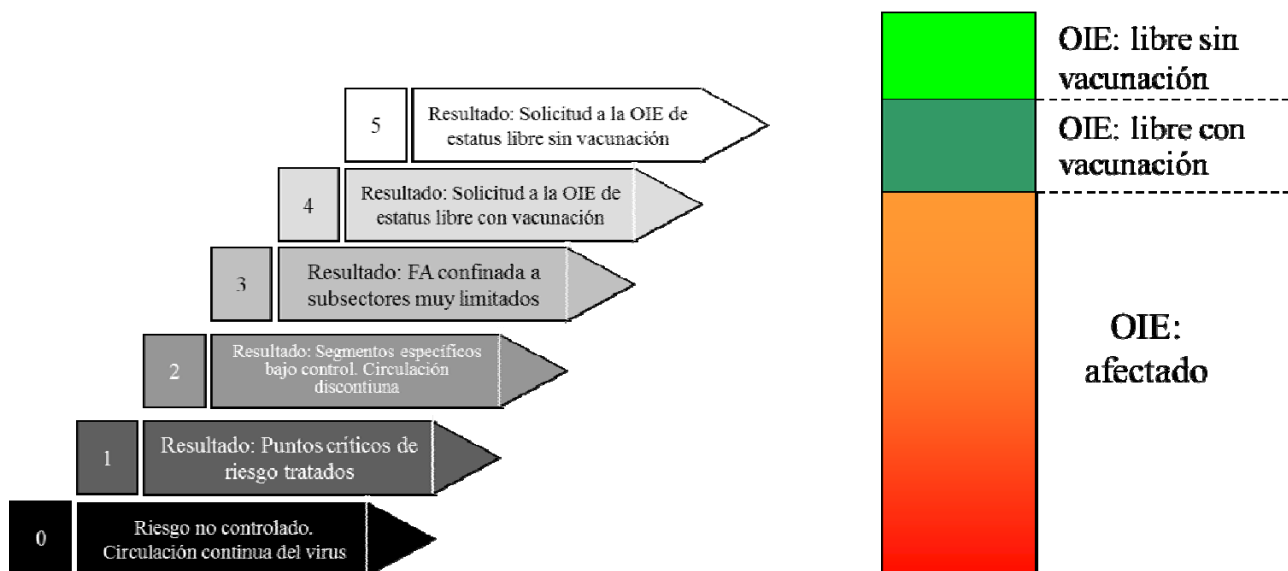 5
Resultado: Solicitud a la OIE de
estatus libre sin vacunación
4
Resultado: Solicitud a la OIE de
estatus libre con vacunación
3
Resultado: FA confinada a
subsectores muy limitados
2
Resultado: Segmentos específicos
bajo control. Circulación
discontiuna
1
Resultado: Puntos críticos de
riesgo tratados
0
Riesgo no controlado.
Circulación continua del virus
OIE: libre sin
vacunación
OIE: libre con
vacunación
OIE:
afectado